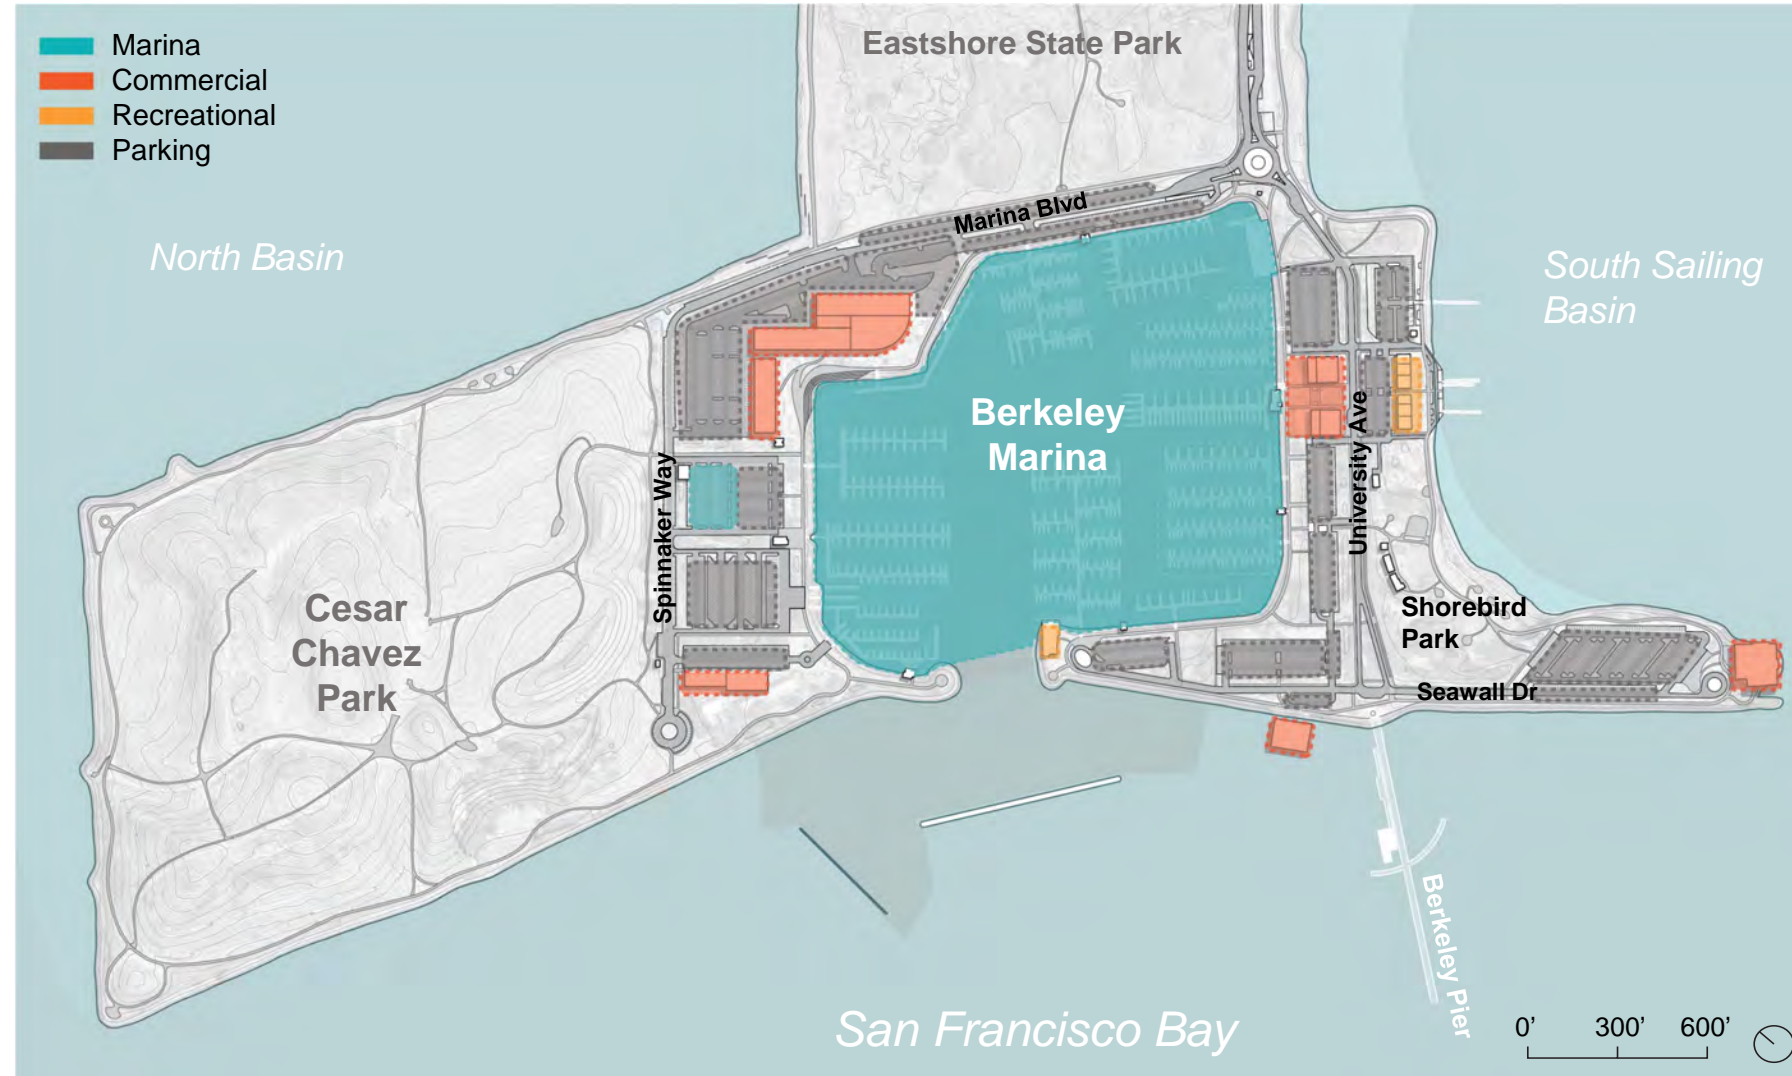 Marina
Commercial
Recreational
Parking
Eastshore State Park
Marina Blvd
North Basin
South Sailing
Basin
Berkeley
Marina
University Ave
Spinnaker Way
Cesar
Chavez
Park
Shorebird
Park
Seawall Dr
Berkeley Pier
San Francisco Bay
0’ 300’ 600’